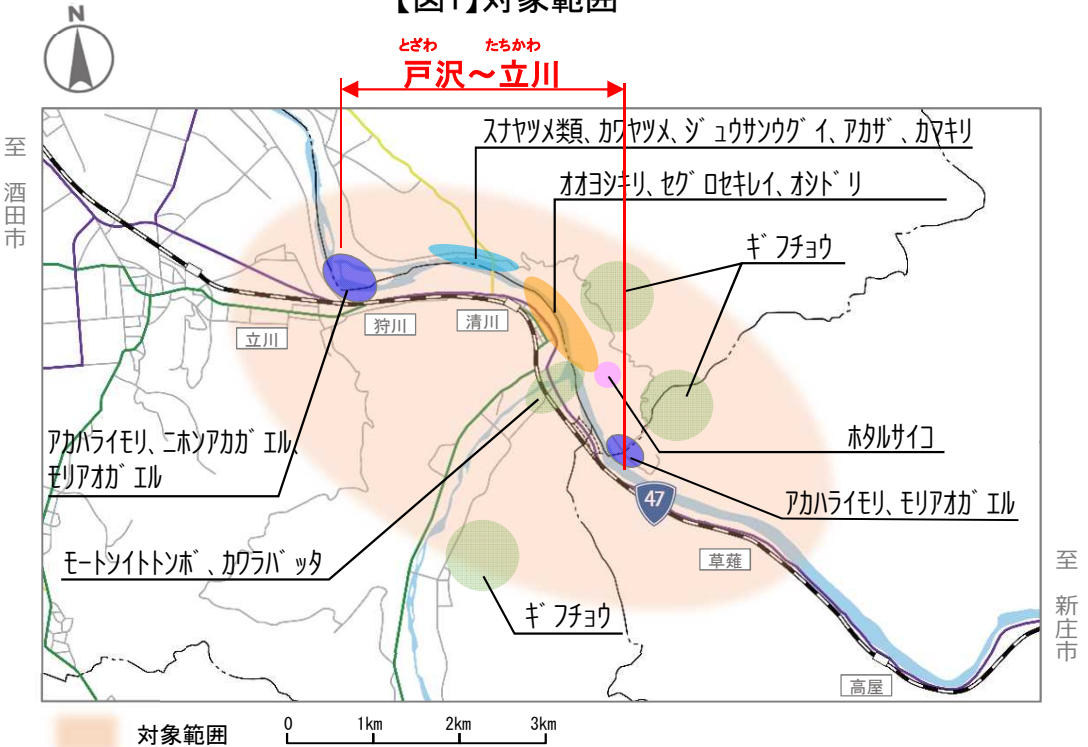 【図1】対象範囲
N
とざわ たちかわ
戸沢～立川
至 酒田市
スナヤツメ類、カワヤツメ、ジュウサンウグイ、アカザ、カマキリ
オオヨシキリ、セグロセキレイ、オシドリ
ギフチョウ
立川
狩川
清川
アカハライモリ、ニホンアカガエル、
モリアオガエル
ホタルサイコ
47
アカハライモリ、モリアオガエル
モートンイトトンボ、カワラバッタ
草薙
ギフチョウ
至 新庄市
高屋
対象範囲
0 1km 2km 3km